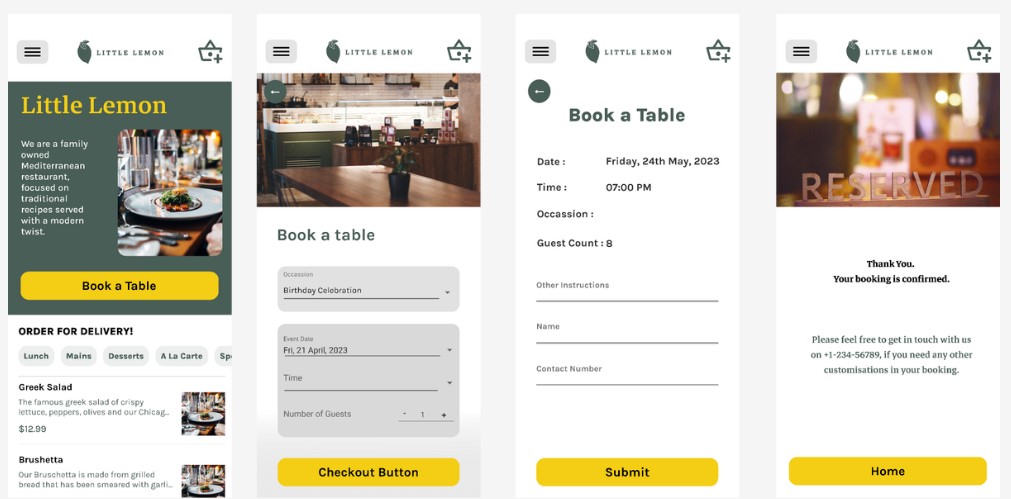 LITTLE LEMON
Little Lemon
We are a family
owned
Mediterranean
restaurant,
focused on
traditional
recipes served
with a modern
twist.
Book a Table
ORDER FOR DELIVERY!
Lunch
Mains
Desserts
A La Carte
Spe
Greek Salad
The famous greek salad of crispy
lettuce, peppers, olives and our Chicag...
$12.99
Brushetta
Our Bruschetta is made from grilled
bread that has been smeared with garli...
LITTLE LEMON
←
Book a table
Occassion
Birthday Celebration
Event Date
Fri, 21 April, 2023
Time
Number of Guests - 1 +
Checkout Button
LITTLE LEMON
←
Book a Table
Date : Friday, 24th May, 2023
Time : 07:00 PM
Occassion :
Guest Count : 8
Other Instructions
Name
Contact Number
Submit
LITTLE LEMON
RESERVED
Thank You.
Your booking is confirmed.
Please feel free to get in touch with us
on +1-234-56789, if you need any other
customisations in your booking.
Home